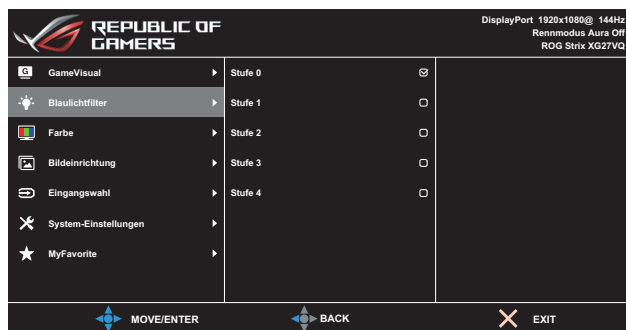 REPUBLIC OF
GAMERS
DisplayPort 1920x1080@ 144Hz
Rennmodus Aura Off
ROG Strix XG27VQ
G GameVisual
Blaulichtfilter
Farbe
Bildeinrichtung
Eingangswahl
System-Einstellungen
MyFavorite
Stufe 0
Stufe 1
Stufe 2
Stufe 3
Stufe 4
MOVE/ENTER
BACK
EXIT